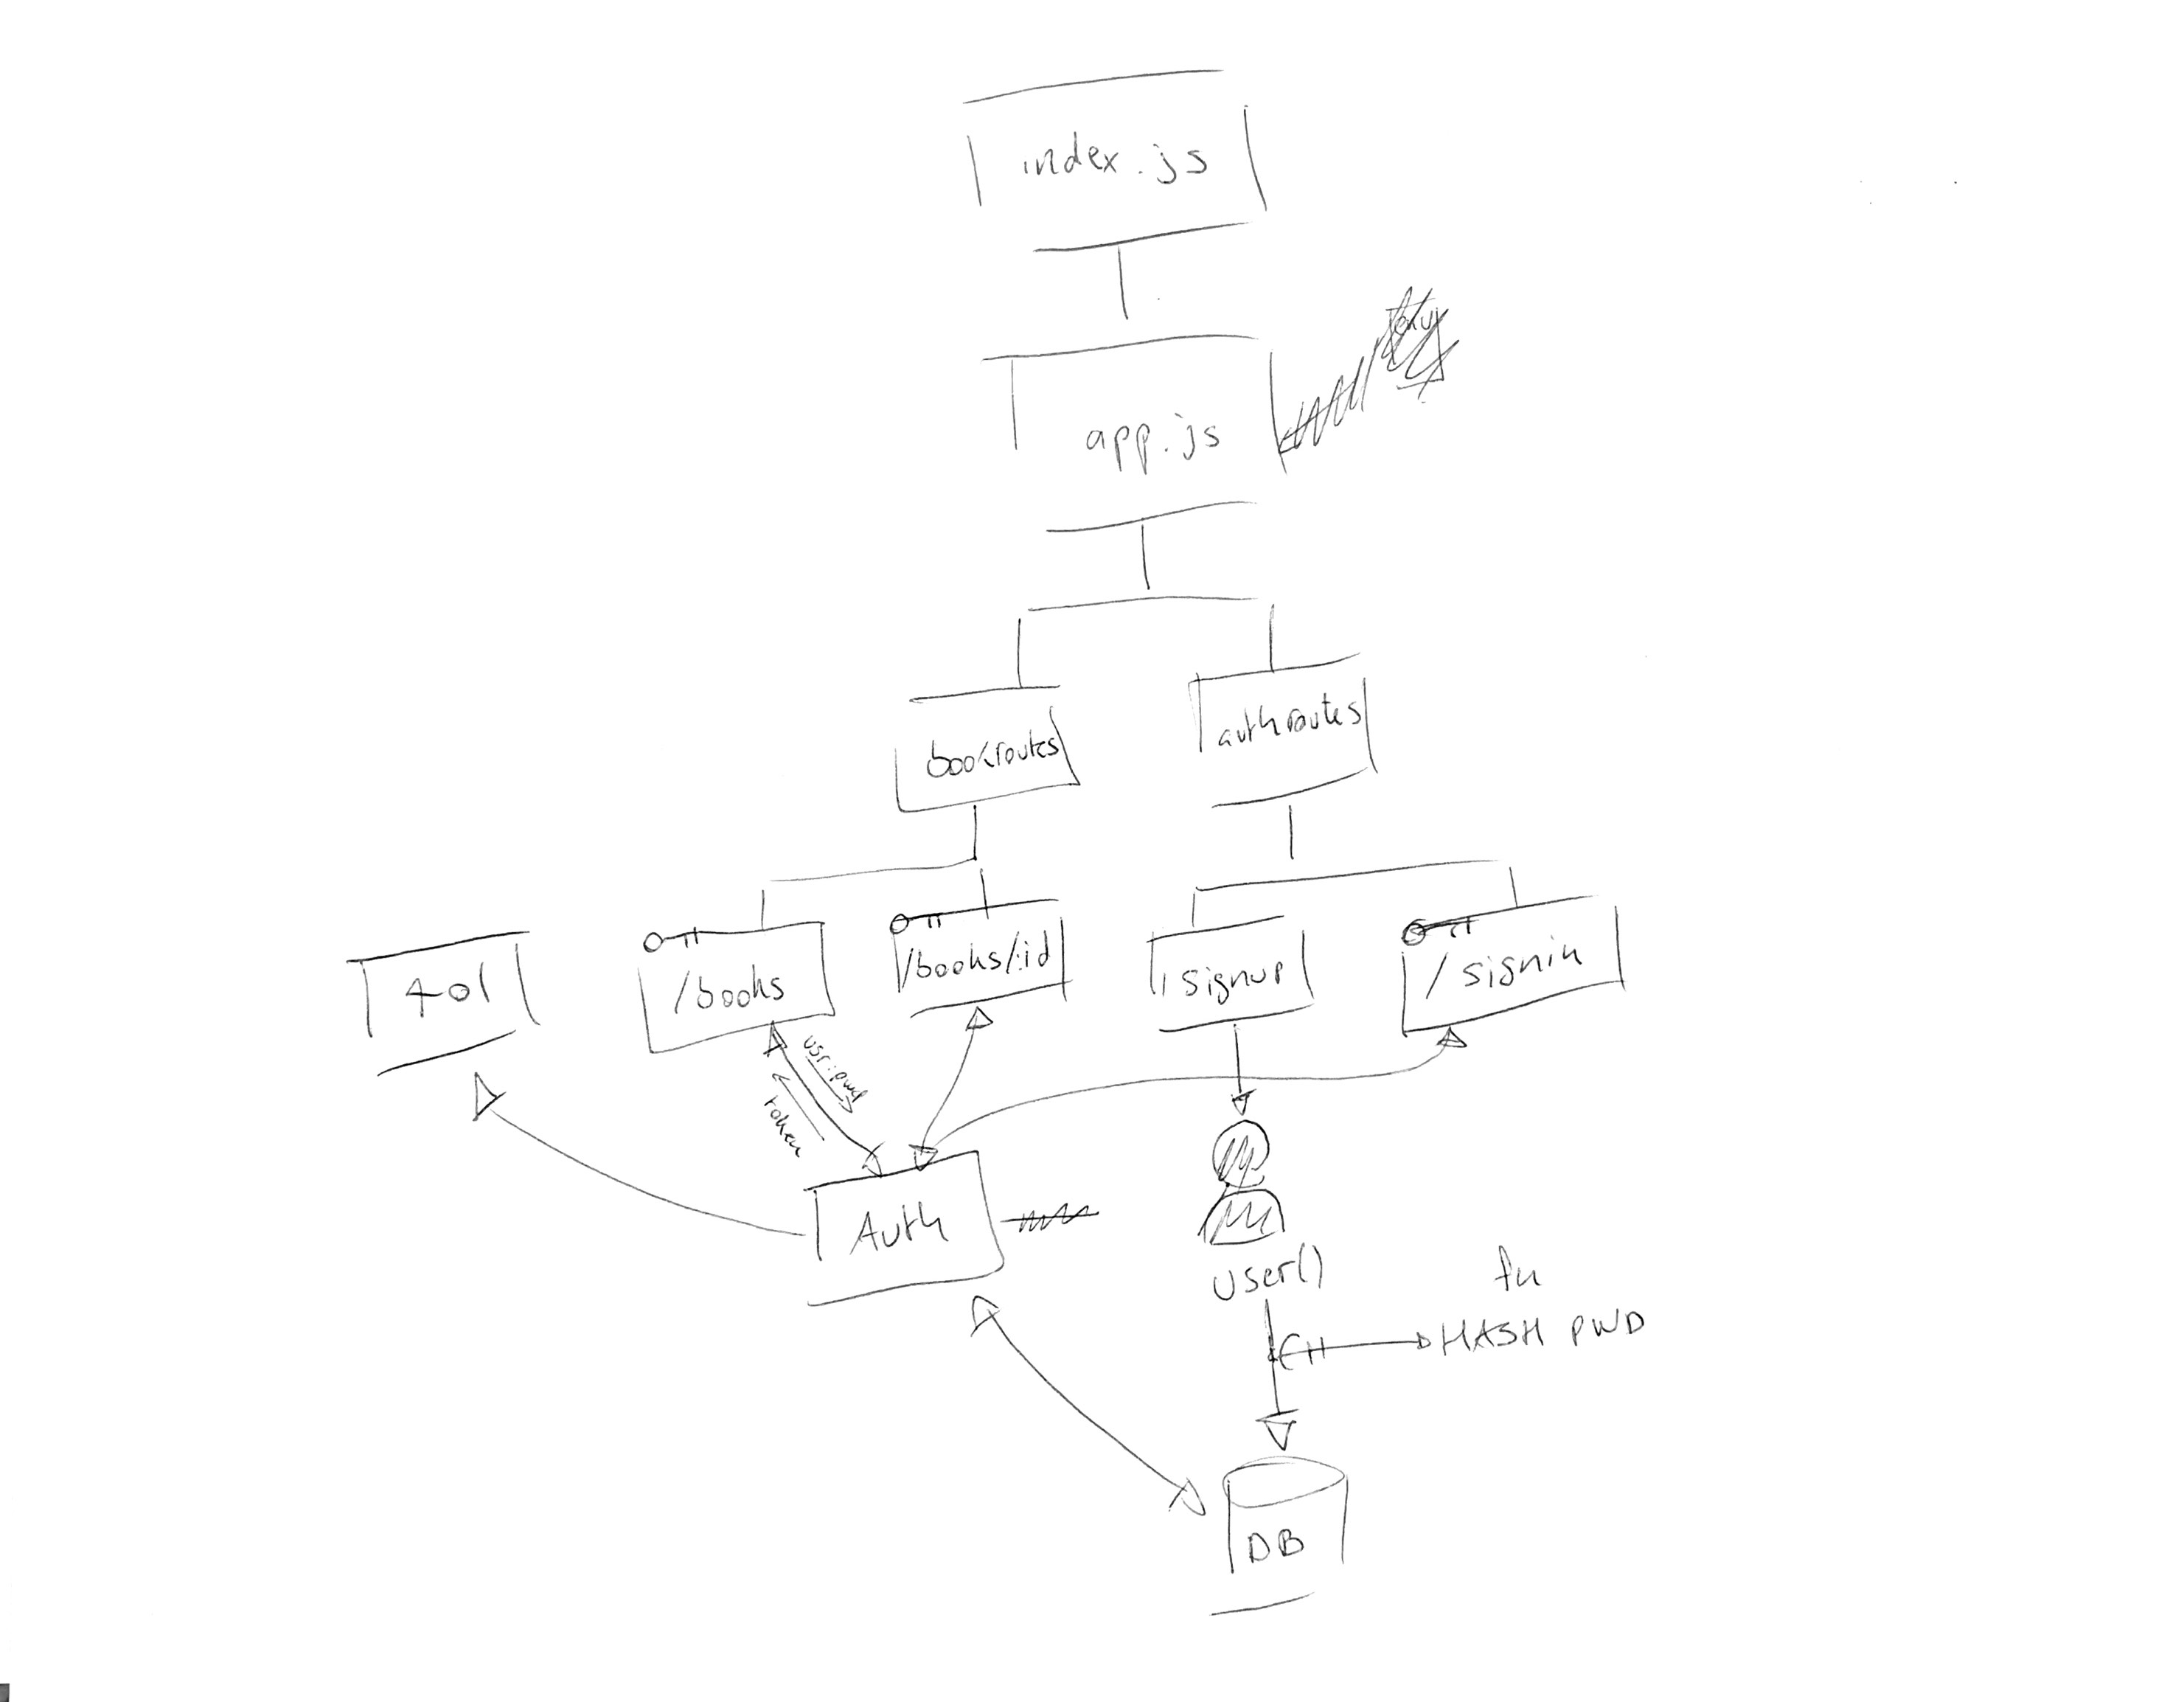 index.js
app.js
bookroutes
authroutes
401
/books
/books/:id
/signup
/signin
usr:pwd
token
Auth
user()
fn
HASH PWD
DB